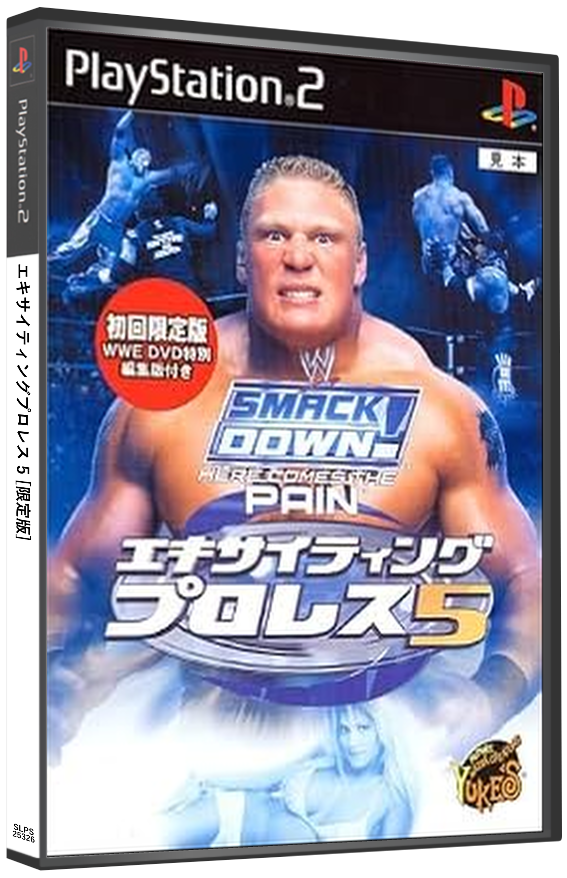 PlayStation®2
PlayStation®2
見本
初回限定版
WWE DVD特別
編集版付き
W
SMACK
DOWN!
HERE COMES THE
PAIN
エキサイティング
プロレス5
YUKE'S
エキサイティングプロレス 5 [限定版]
SLPS
25326